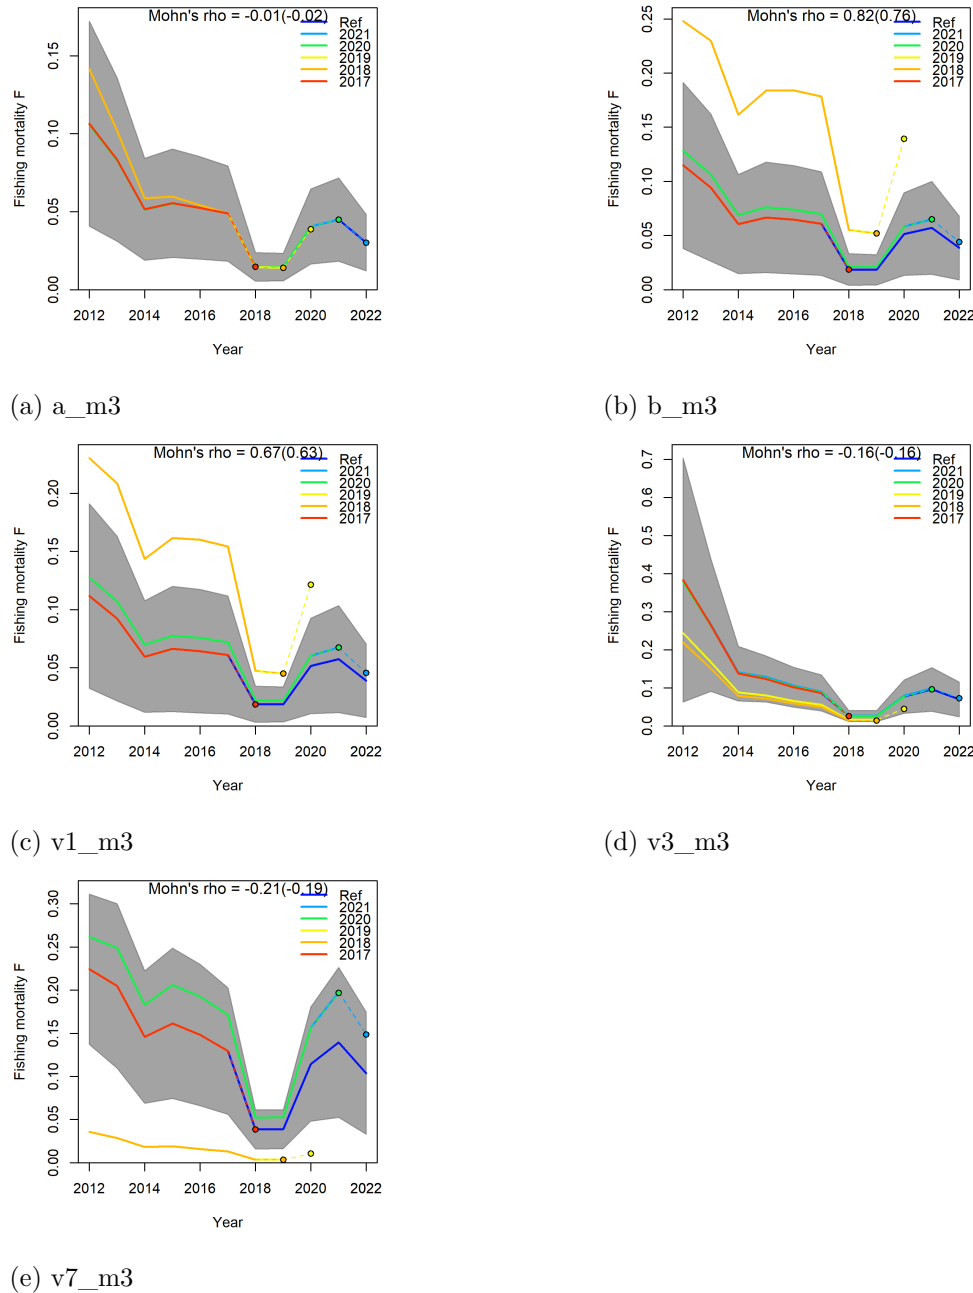 Mohn's rho = -0.01(-0.02)
Ref
2021
2020
2019
2018
2017
Fishing mortality F
0.00 0.05 0.10 0.15
2012 2014 2016 2018 2020 2022
Year
(a) a__m3
Mohn's rho = 0.82(0.76)
Ref
2021
2020
2019
2018
2017
Fishing mortality F
0.00 0.05 0.10 0.15 0.20 0.25
2012 2014 2016 2018 2020 2022
Year
(b) b__m3
Mohn's rho = 0.67(0.63)
Ref
2021
2020
2019
2018
2017
Fishing mortality F
0.00 0.05 0.10 0.15 0.20
2012 2014 2016 2018 2020 2022
Year
(c) v1__m3
Mohn's rho = -0.16(-0.16)
Ref
2021
2020
2019
2018
2017
Fishing mortality F
0.0 0.1 0.2 0.3 0.4 0.5 0.6 0.7
2012 2014 2016 2018 2020 2022
Year
(d) v3__m3
Mohn's rho = -0.21(-0.19)
Ref
2021
2020
2019
2018
2017
Fishing mortality F
0.00 0.05 0.10 0.15 0.20 0.25 0.30
2012 2014 2016 2018 2020 2022
Year
(e) v7__m3